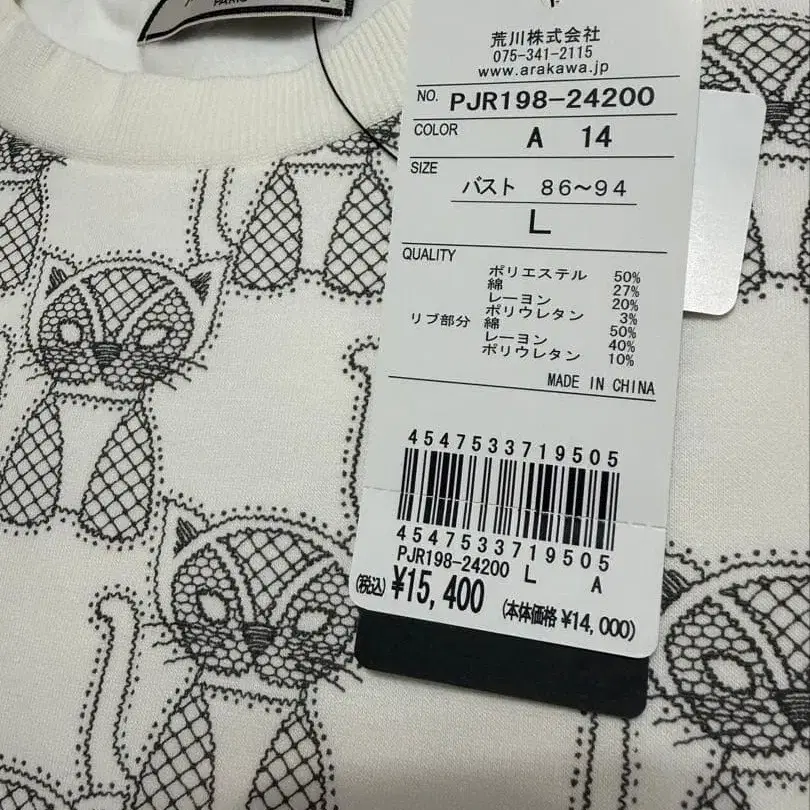 PARIS
荒川株式会社
075-341-2115
www.arakawa.jp
NO. PJR198-24200
COLOR A 14
SIZE
バスト 86～94
L
QUALITY
ポリエステル 50%
綿 27%
レーヨン 20%
ポリウレタン 3%
リブ部分 綿 50%
レーヨン 40%
ポリウレタン 10%
MADE IN CHINA
4547533719505
4547533719505
PJR198-24200 L A
(税込) ¥15,400 (本体価格 ¥14,000)